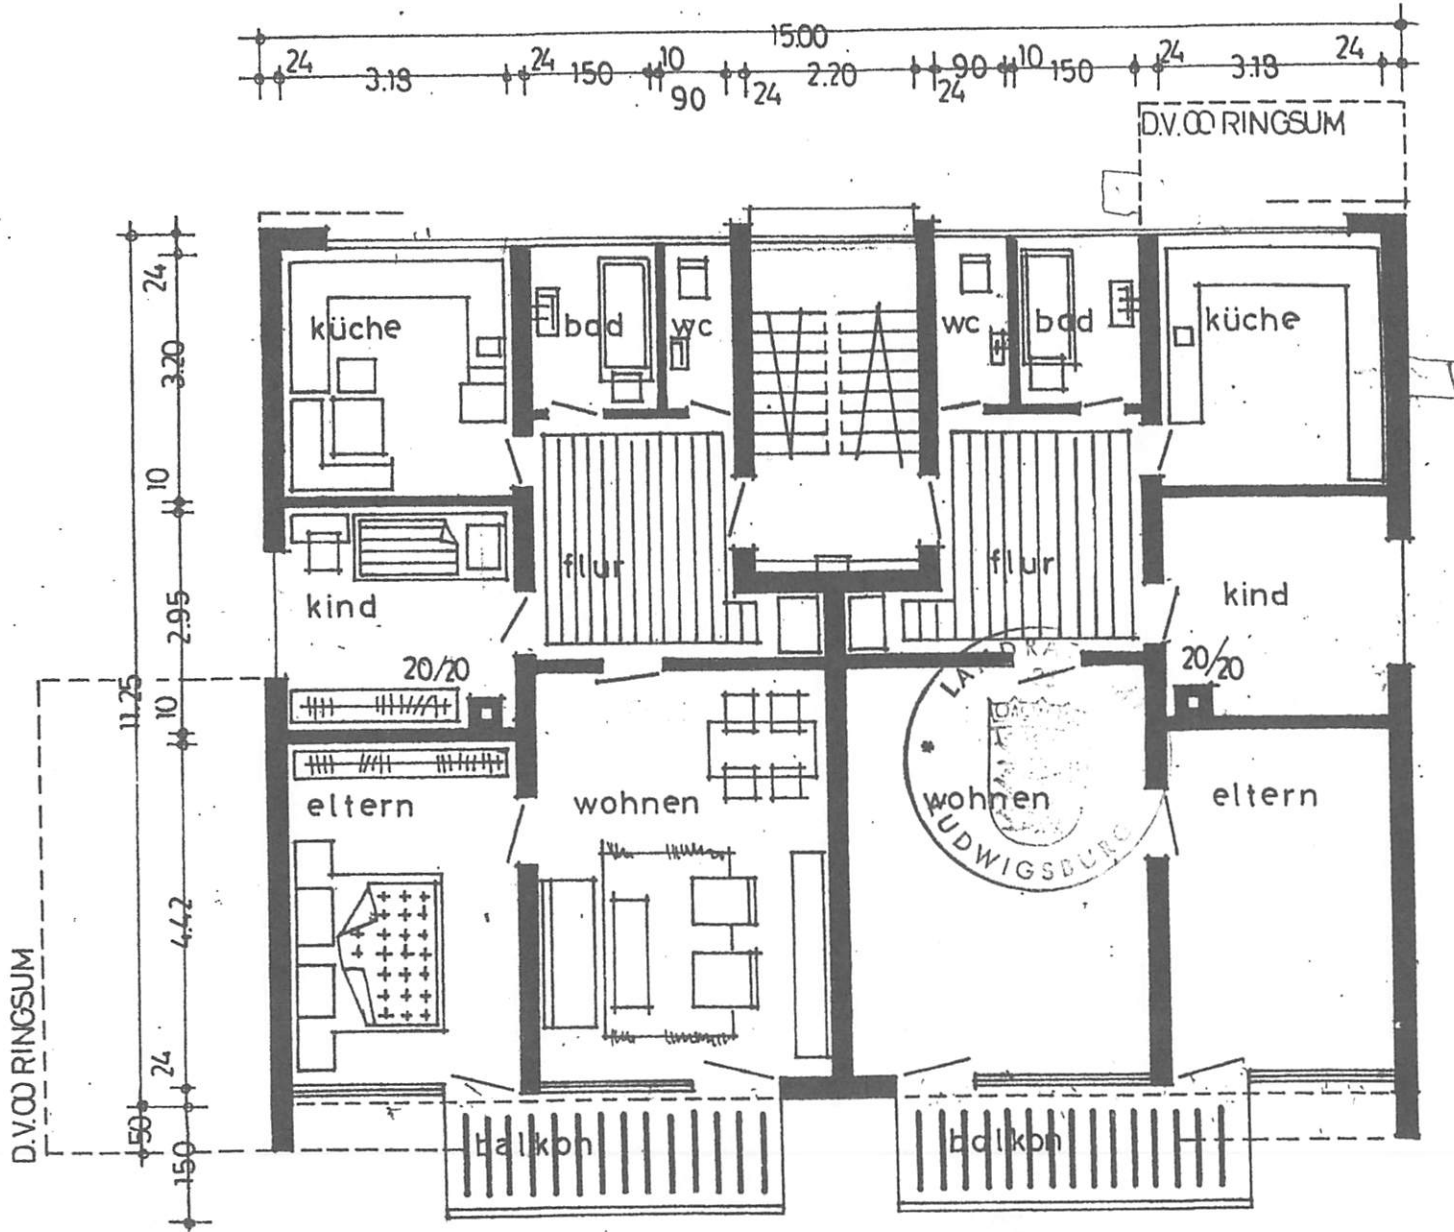 15.00
24 3.18 24 150 10 90 24 2.20 24 90 10 150 24 3.18 24
D.V.OO RINGSUM
küche bad wc wc bad küche
24
3.20
10
2.95
10
11.25
4.42
24
50
150
flur flur
kind kind
20/20 20/20
LANDRA
LUDWIGSBURG
eltern wohnen wohnen eltern
D.V.OO RINGSUM
balkon balkon